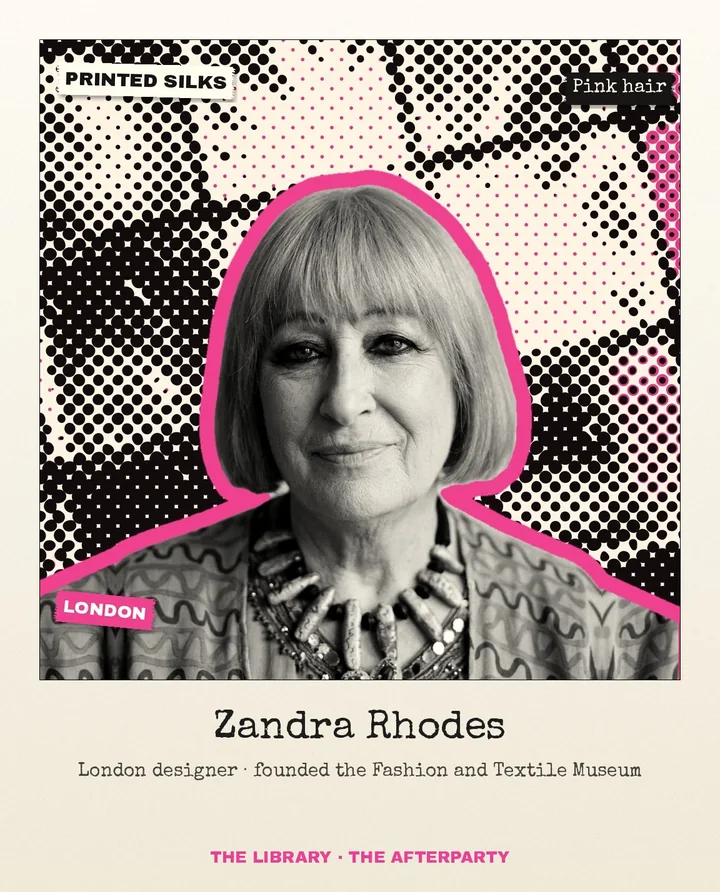 PRINTED SILKS
Pink hair
LONDON
Zandra Rhodes
London designer · founded the Fashion and Textile Museum
THE LIBRARY · THE AFTERPARTY